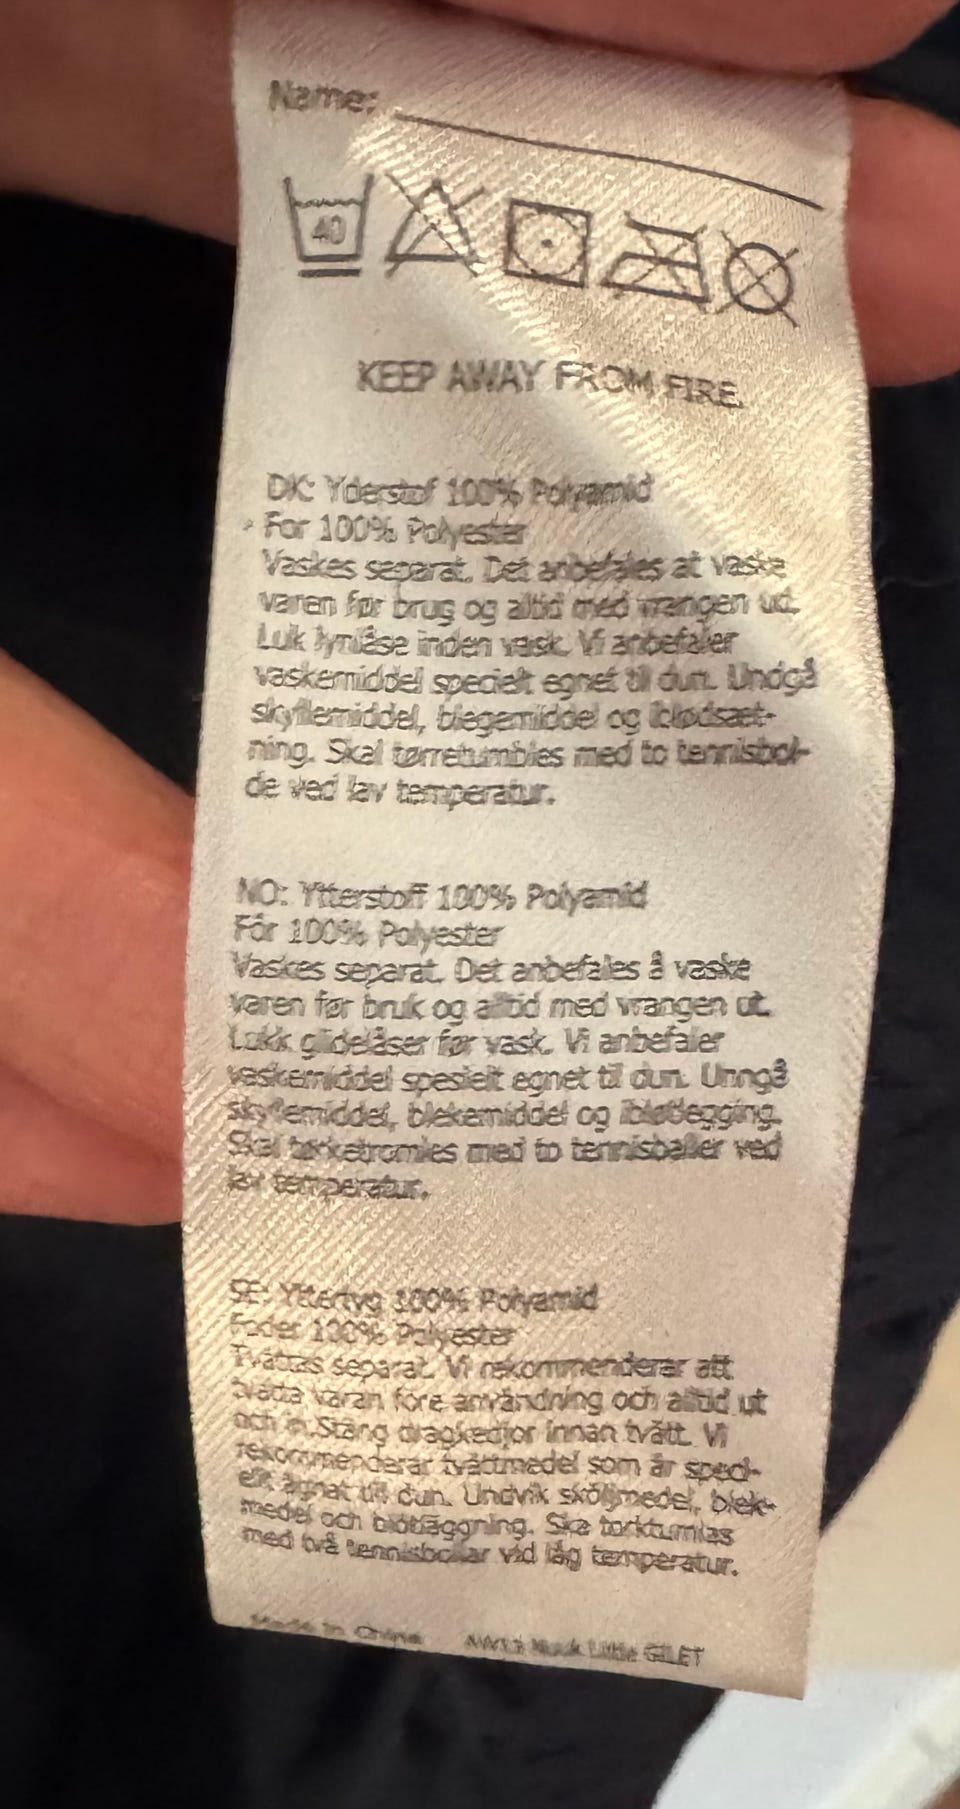 Name:
40
KEEP AWAY FROM FIRE.
DK: Yderstof 100% Polyamid
For 100% Polyester
Vaskes separat. Det anbefales at vaske
varen før brug og altid med vrangen ud.
Luk lynlåse inden vask. Vi anbefaler
vaskemiddel specielt egnet til dun. Undgå
skyllemiddel, blegemiddel og iblødsæt-
ning. Skal tørretumbles med to tennisbol-
de ved lav temperatur.
NO: Ytterstoff 100% Polyamid
Fôr 100% Polyester
Vaskes separat. Det anbefales å vaske
varen før bruk og alltid med vrangen ut.
Lukk glidelåser før vask. Vi anbefaler
vaskemiddel spesielt egnet til dun. Unngå
skyllemiddel, blekemiddel og ibløtlegging.
Skal tørketromles med to tennisballer ved
lav temperatur.
SE: Yttertyg 100% Polyamid
Foder 100% Polyester
Tvättas separat. Vi rekommenderar att
tvätta varan före användning och alltid ut
och in. Stäng dragkedjor innan tvätt. Vi
rekommenderar tvättmedel som är speci-
ellt ägnat till dun. Undvik sköljmedel, blek-
medel och blötläggning. Ska torktumlas
med två tennisbollar vid låg temperatur.
Made in China Little GILET